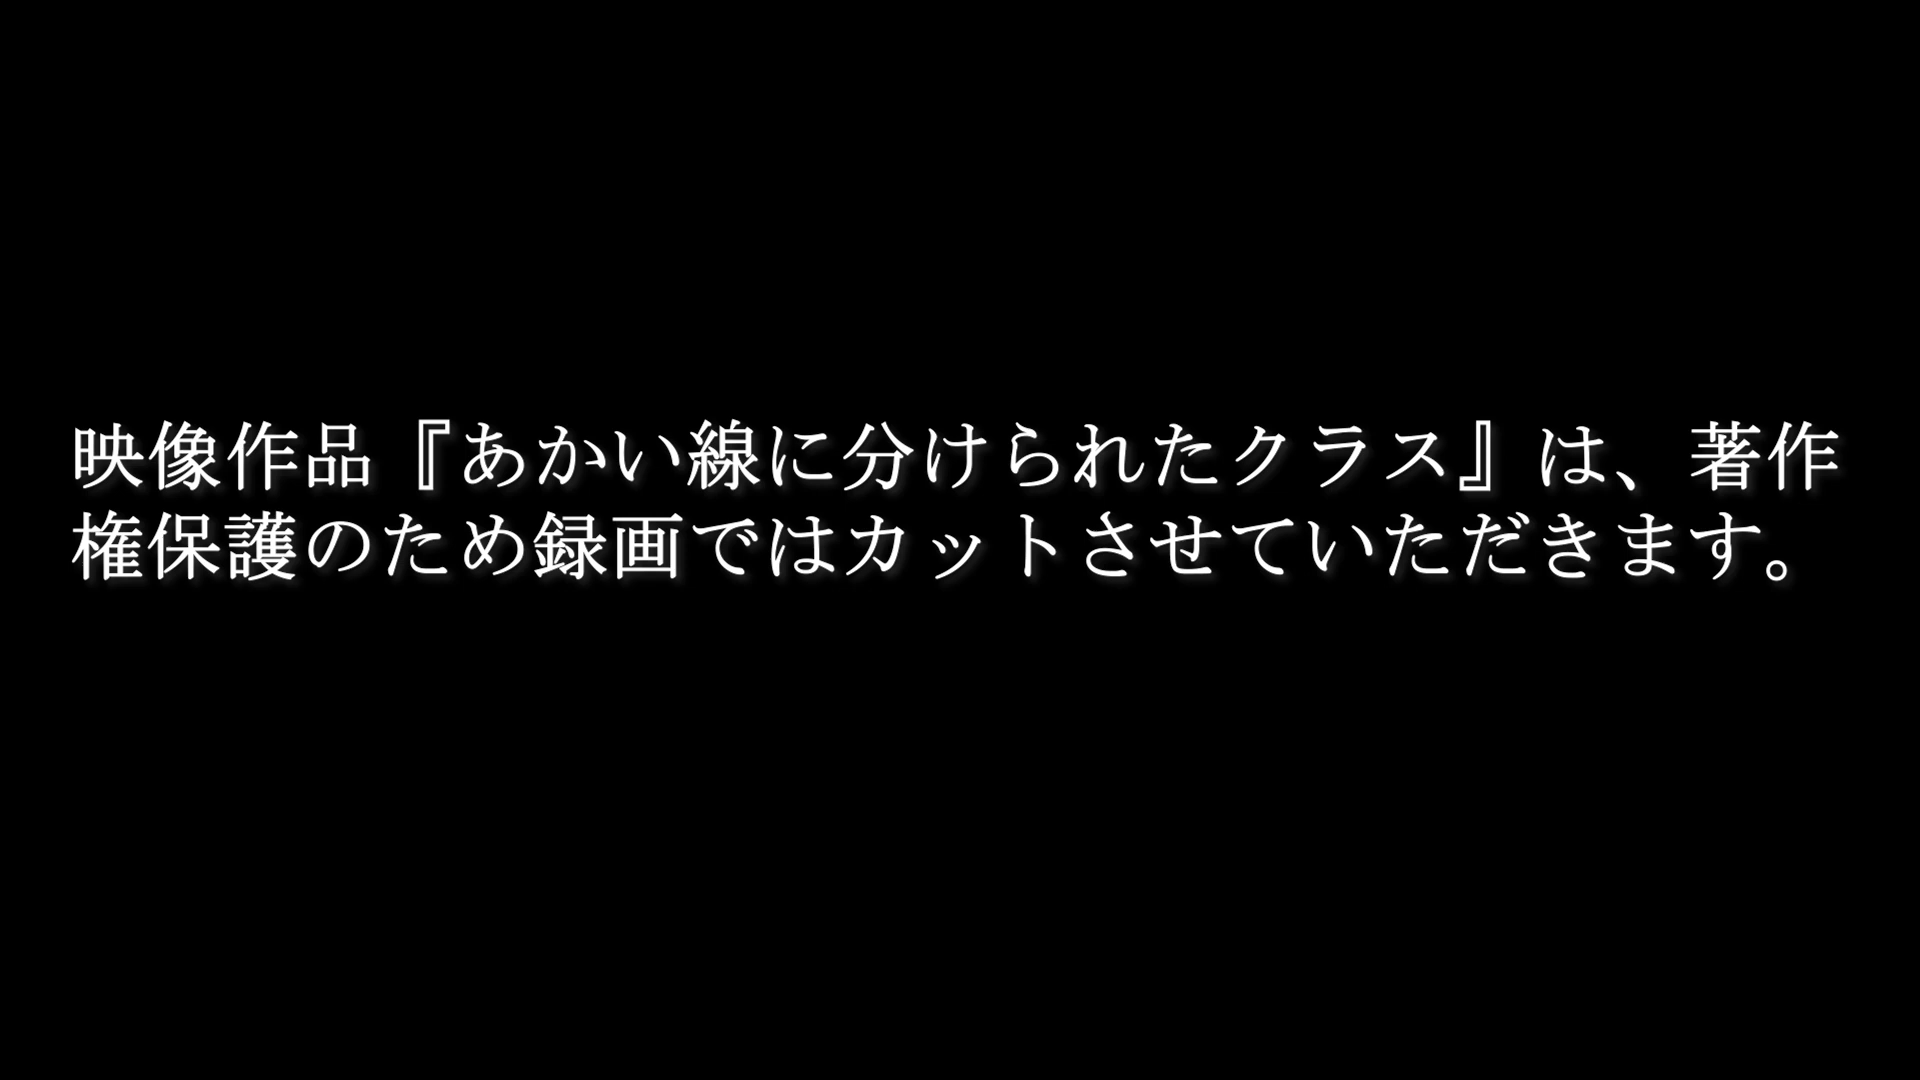 映像作品『あかい線に分けられたクラス』は、著作
権保護のため録画ではカットさせていただきます。